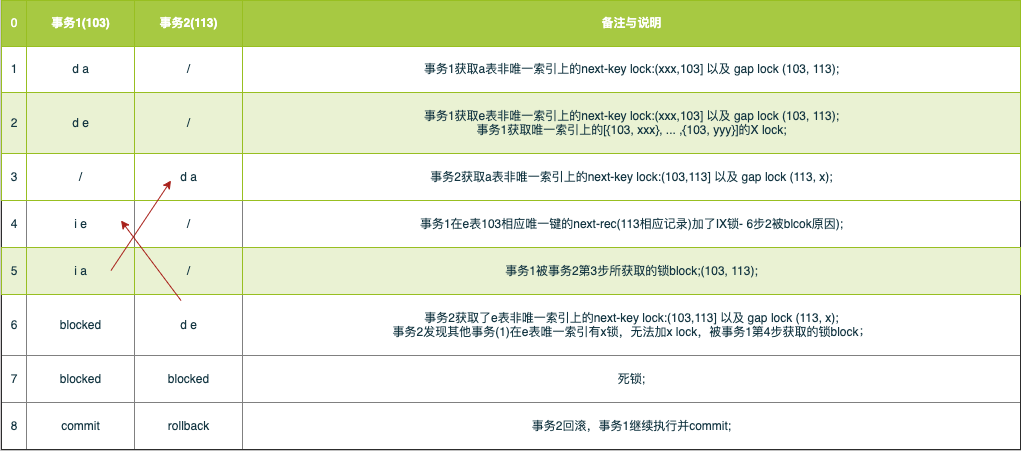 0 事务1(103) 事务2(113) 备注与说明
1 d a / 事务1获取a表非唯一索引上的next-key lock:(xxx,103] 以及 gap lock (103, 113);
2 d e / 事务1获取e表非唯一索引上的next-key lock:(xxx,103] 以及 gap lock (103, 113);
事务1获取唯一索引上的[{103, xxx}, ... ,{103, yyy}]的X lock;
3 / d a 事务2获取a表非唯一索引上的next-key lock:(103,113] 以及 gap lock (113, x);
4 i e / 事务1在e表103相应唯一键的next-rec(113相应记录)加了IX锁- 6步2被blcok原因);
5 i a / 事务1被事务2第3步所获取的锁block;(103, 113);
6 blocked d e 事务2获取了e表非唯一索引上的next-key lock:(103,113] 以及 gap lock (113, x);
事务2发现其他事务(1)在e表唯一索引有x锁，无法加x lock，被事务1第4步获取的锁block；
7 blocked blocked 死锁;
8 commit rollback 事务2回滚，事务1继续执行并commit;